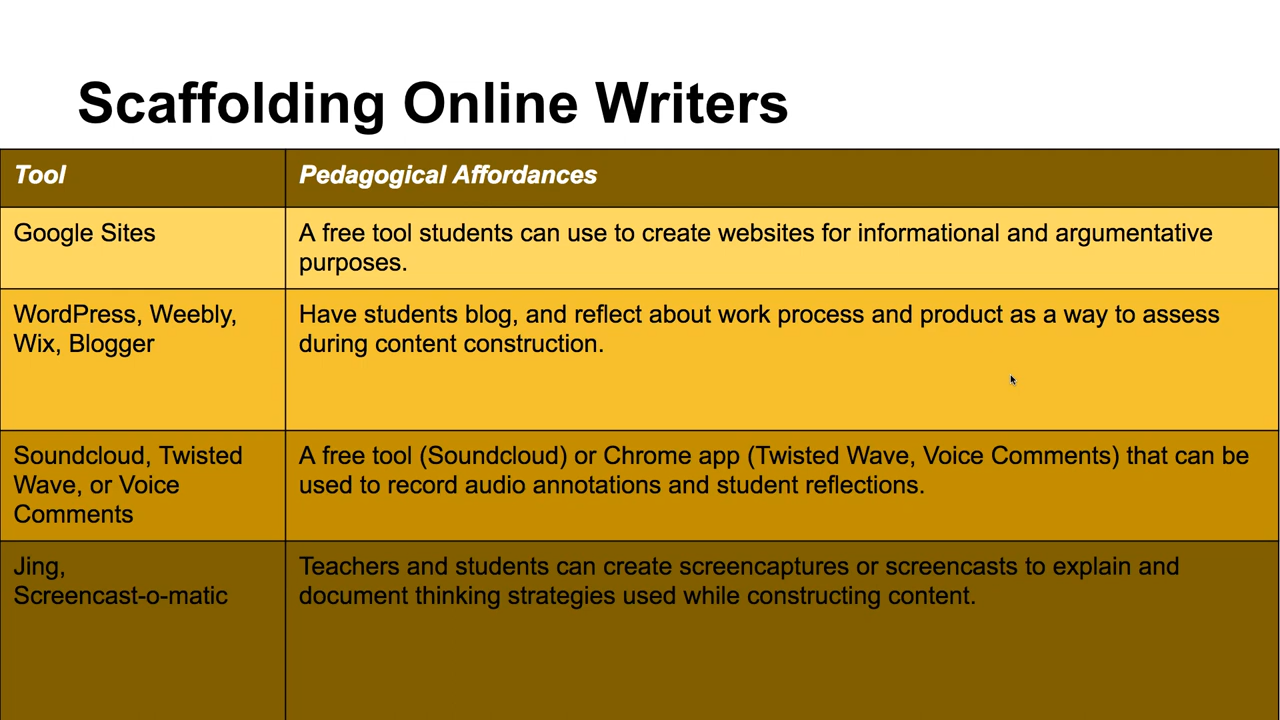 Scaffolding Online Writers
Tool
Pedagogical Affordances
Google Sites
A free tool students can use to create websites for informational and argumentative
purposes.
WordPress, Weebly,
Wix, Blogger
Have students blog, and reflect about work process and product as a way to assess
during content construction.
Soundcloud, Twisted
Wave, or Voice
Comments
A free tool (Soundcloud) or Chrome app (Twisted Wave, Voice Comments) that can be
used to record audio annotations and student reflections.
Jing,
Screencast-o-matic
Teachers and students can create screencaptures or screencasts to explain and
document thinking strategies used while constructing content.